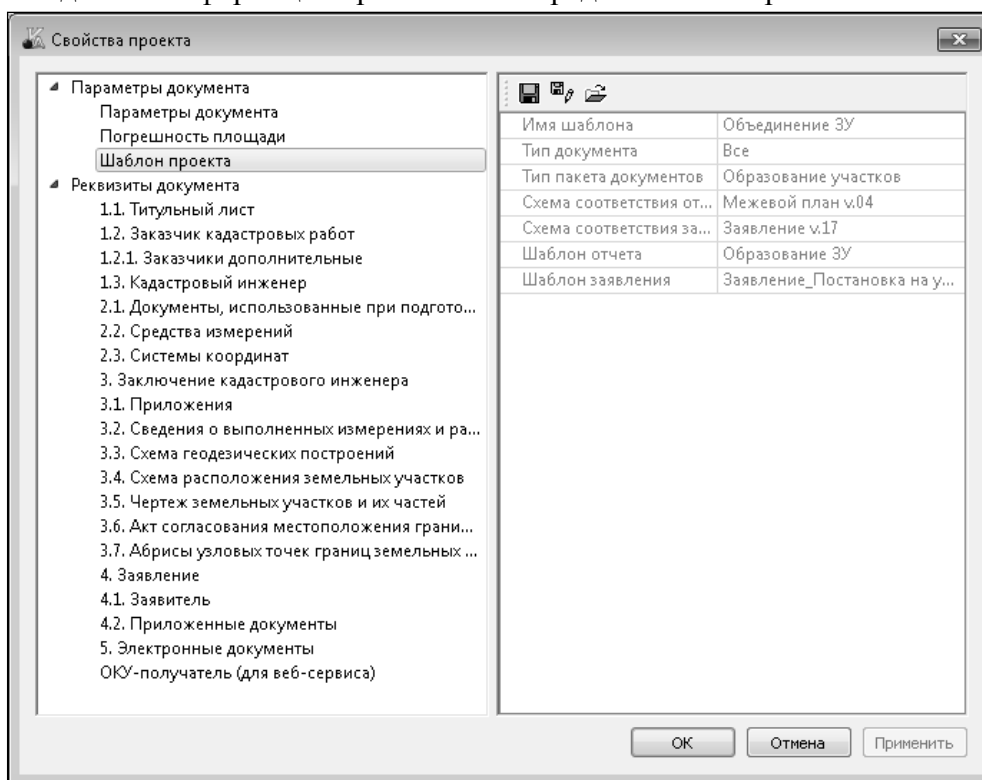 Свойства проекта
Параметры документа
Параметры документа
Погрешность площади
Шаблон проекта
Реквизиты документа
1.1. Титульный лист
1.2. Заказчик кадастровых работ
1.2.1. Заказчики дополнительные
1.3. Кадастровый инженер
2.1. Документы, использованные при подгото...
2.2. Средства измерений
2.3. Системы координат
3. Заключение кадастрового инженера
3.1. Приложения
3.2. Сведения о выполненных измерениях и ра...
3.3. Схема геодезических построений
3.4. Схема расположения земельных участков
3.5. Чертеж земельных участков и их частей
3.6. Акт согласования местоположения грани...
3.7. Абрисы узловых точек границ земельных ...
4. Заявление
4.1. Заявитель
4.2. Приложенные документы
5. Электронные документы
ОКУ-получатель (для веб-сервиса)
Имя шаблона Объединение ЗУ
Тип документа Все
Тип пакета документов Образование участков
Схема соответствия от... Межевой план v.04
Схема соответствия за... Заявление v.17
Шаблон отчета Образование ЗУ
Шаблон заявления Заявление_Постановка на у...
ОК Отмена Применить